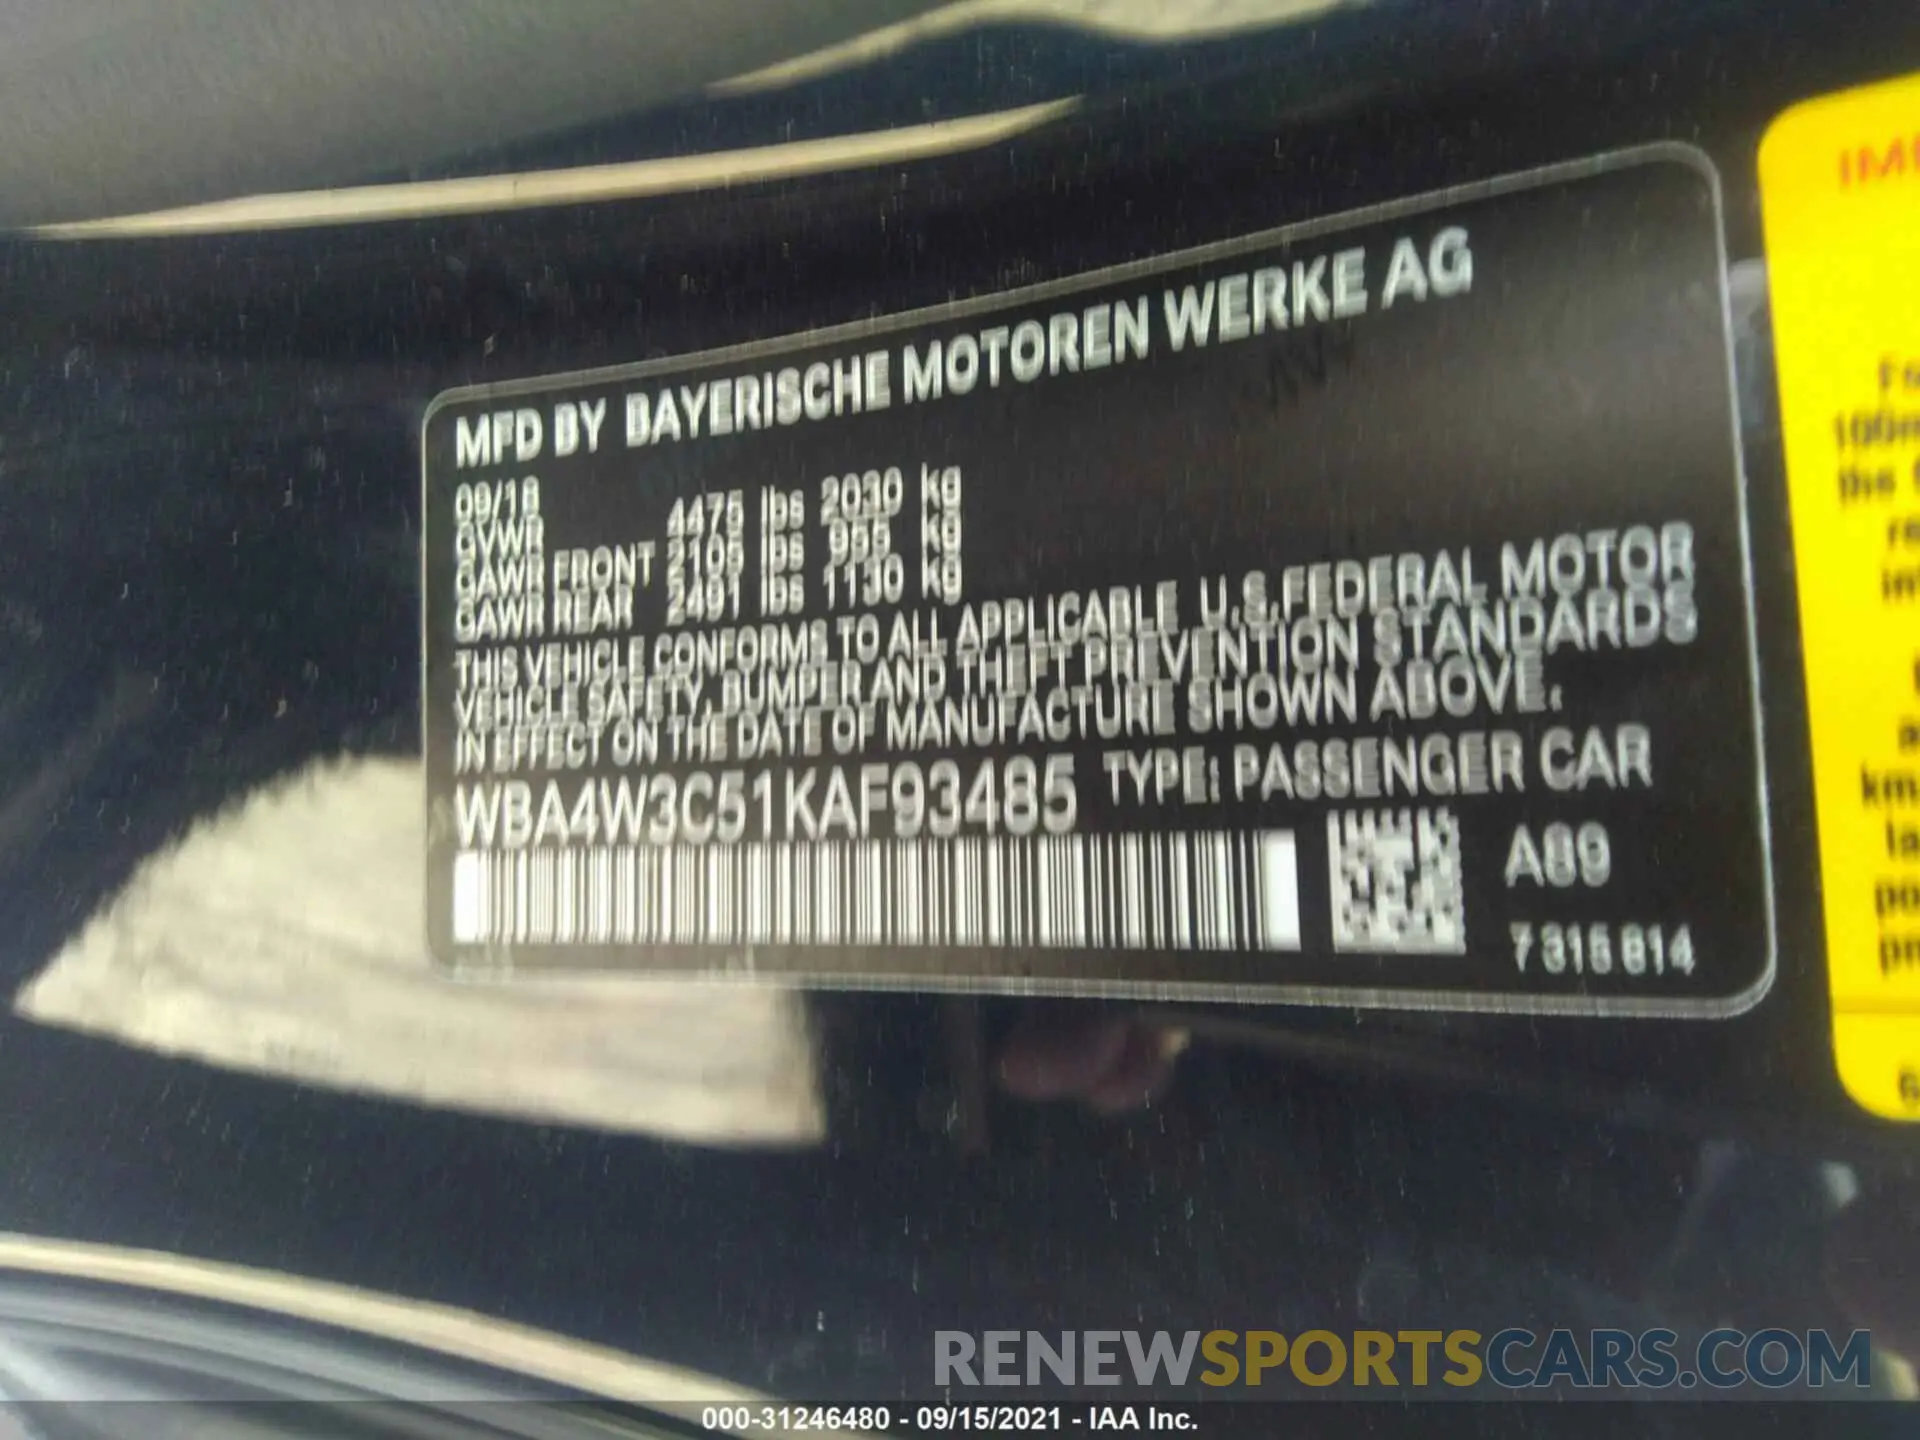 MFD BY BAYERISCHE MOTOREN WERKE AG
09/18
GVWR 4475 lbs 2030 kg
GAWR FRONT 2105 lbs 955 kg
GAWR REAR 2491 lbs 1130 kg
THIS VEHICLE CONFORMS TO ALL APPLICABLE U.S.FEDERAL MOTOR
VEHICLE SAFETY, BUMPER AND THEFT PREVENTION STANDARDS
IN EFFECT ON THE DATE OF MANUFACTURE SHOWN ABOVE.
WBA4W3C51KAF93485 TYPE: PASSENGER CAR
A89
7 315 814
100m
the
km
RENEWSPORTSCARS.COM
000-31246480 - 09/15/2021 - IAA Inc.